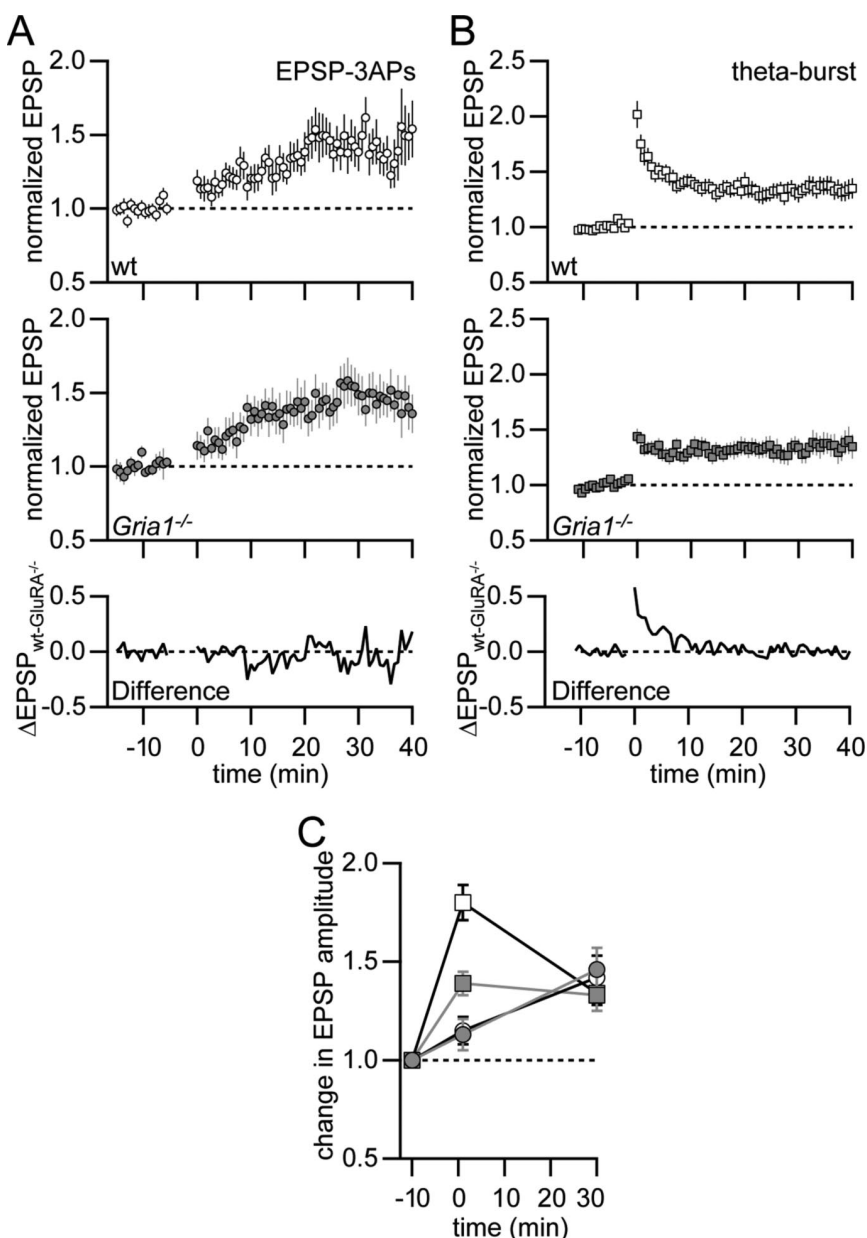 A
EPSP-3APs
normalized EPSP
2.0
1.5
1.0
0.5
wt
normalized EPSP
2.0
1.5
1.0
0.5
Gria1-/-
ΔEPSPwt-GluRA-/-
0.5
0.0
-0.5
Difference
-10 0 10 20 30 40
time (min)
B
theta-burst
normalized EPSP
2.5
2.0
1.5
1.0
0.5
wt
normalized EPSP
2.5
2.0
1.5
1.0
0.5
Gria1-/-
ΔEPSPwt-GluRA-/-
0.5
0.0
-0.5
Difference
-10 0 10 20 30 40
time (min)
C
change in EPSP amplitude
2.0
1.5
1.0
0.5
-10 0 10 20 30
time (min)